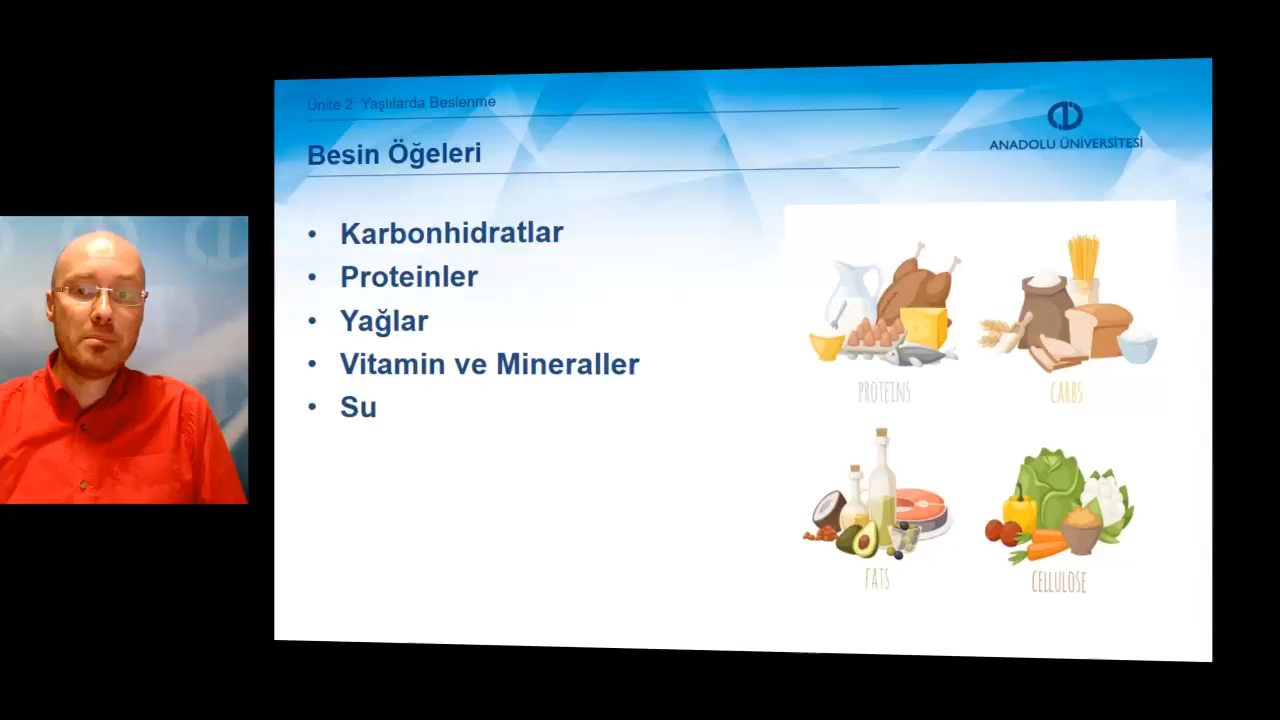 Ünite 2: Yaşlılarda Beslenme
ANADOLU ÜNİVERSİTESİ
Besin Öğeleri
• Karbonhidratlar
• Proteinler
• Yağlar
• Vitamin ve Mineraller
• Su
PROTEINS
CARBS
FATS
CELLULOSE